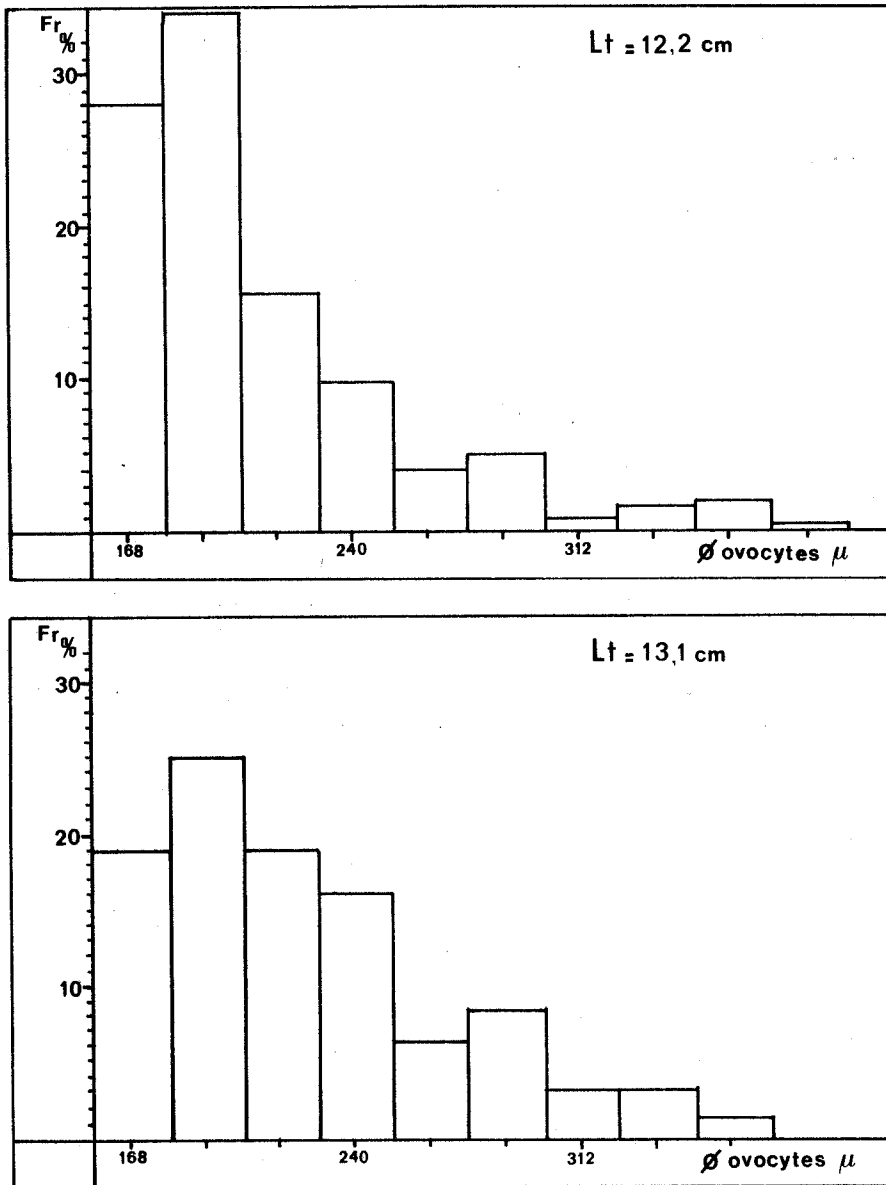 Fr%
Lt = 12,2 cm
30
20
10
168 240 312 Ø ovocytes µ
Fr%
Lt = 13,1 cm
30
20
10
168 240 312 Ø ovocytes µ